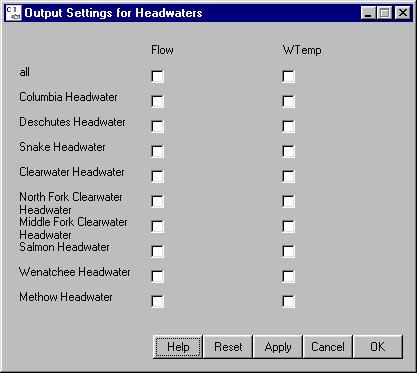 Output Settings for Headwaters
Flow WTemp
all
Columbia Headwater
Deschutes Headwater
Snake Headwater
Clearwater Headwater
North Fork Clearwater
Headwater
Middle Fork Clearwater
Headwater
Salmon Headwater
Wenatchee Headwater
Methow Headwater
Help Reset Apply Cancel OK